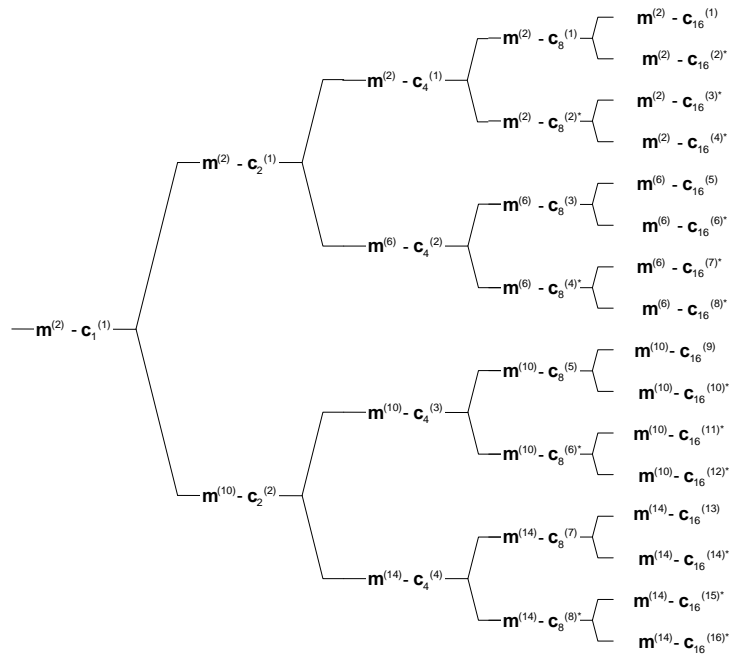 m(2) - c1(1)
m(2) - c2(1)
m(10) - c2(2)
m(2) - c4(1)
m(6) - c4(2)
m(10) - c4(3)
m(14) - c4(4)
m(2) - c8(1)
m(2) - c8(2)*
m(6) - c8(3)
m(6) - c8(4)*
m(10) - c8(5)
m(10) - c8(6)*
m(14) - c8(7)
m(14) - c8(8)*
m(2) - c16(1)
m(2) - c16(2)*
m(2) - c16(3)*
m(2) - c16(4)*
m(6) - c16(5)
m(6) - c16(6)*
m(6) - c16(7)*
m(6) - c16(8)*
m(10) - c16(9)
m(10) - c16(10)*
m(10) - c16(11)*
m(10) - c16(12)*
m(14) - c16(13)
m(14) - c16(14)*
m(14) - c16(15)*
m(14) - c16(16)*